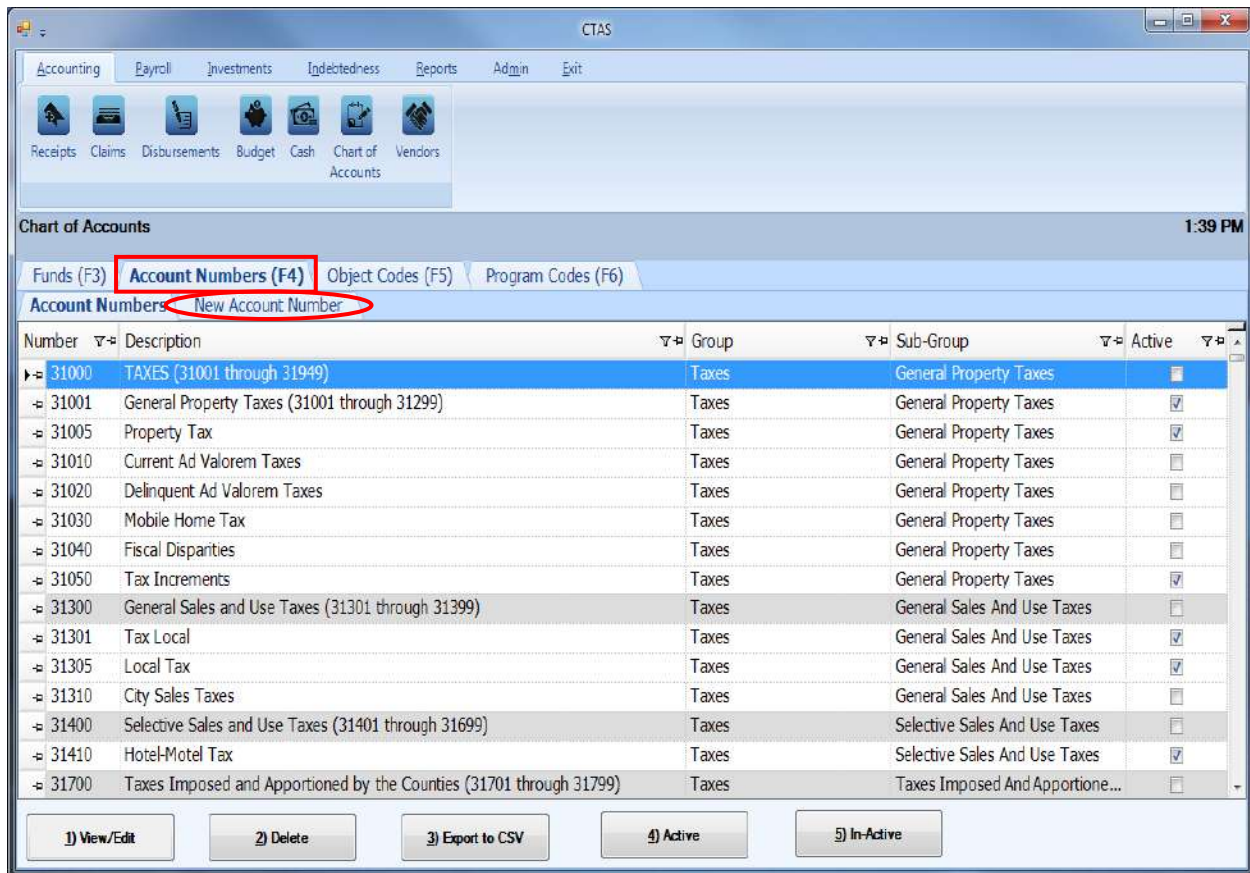 CTAS
Accounting Payroll Investments Indebtedness Reports Admin Exit
Receipts Claims Disbursements Budget Cash Chart of Accounts Vendors
Chart of Accounts 1:39 PM
Funds (F3) Account Numbers (F4) Object Codes (F5) Program Codes (F6)
Account Numbers New Account Number
Number Description Group Sub-Group Active
31000 TAXES (31001 through 31949) Taxes General Property Taxes
31001 General Property Taxes (31001 through 31299) Taxes General Property Taxes
31005 Property Tax Taxes General Property Taxes
31010 Current Ad Valorem Taxes Taxes General Property Taxes
31020 Delinquent Ad Valorem Taxes Taxes General Property Taxes
31030 Mobile Home Tax Taxes General Property Taxes
31040 Fiscal Disparities Taxes General Property Taxes
31050 Tax Increments Taxes General Property Taxes
31300 General Sales and Use Taxes (31301 through 31399) Taxes General Sales And Use Taxes
31301 Tax Local Taxes General Sales And Use Taxes
31305 Local Tax Taxes General Sales And Use Taxes
31310 City Sales Taxes Taxes General Sales And Use Taxes
31400 Selective Sales and Use Taxes (31401 through 31699) Taxes Selective Sales And Use Taxes
31410 Hotel-Motel Tax Taxes Selective Sales And Use Taxes
31700 Taxes Imposed and Apportioned by the Counties (31701 through 31799) Taxes Taxes Imposed And Apportione...
1) View/Edit 2) Delete 3) Export to CSV 4) Active 5) In-Active